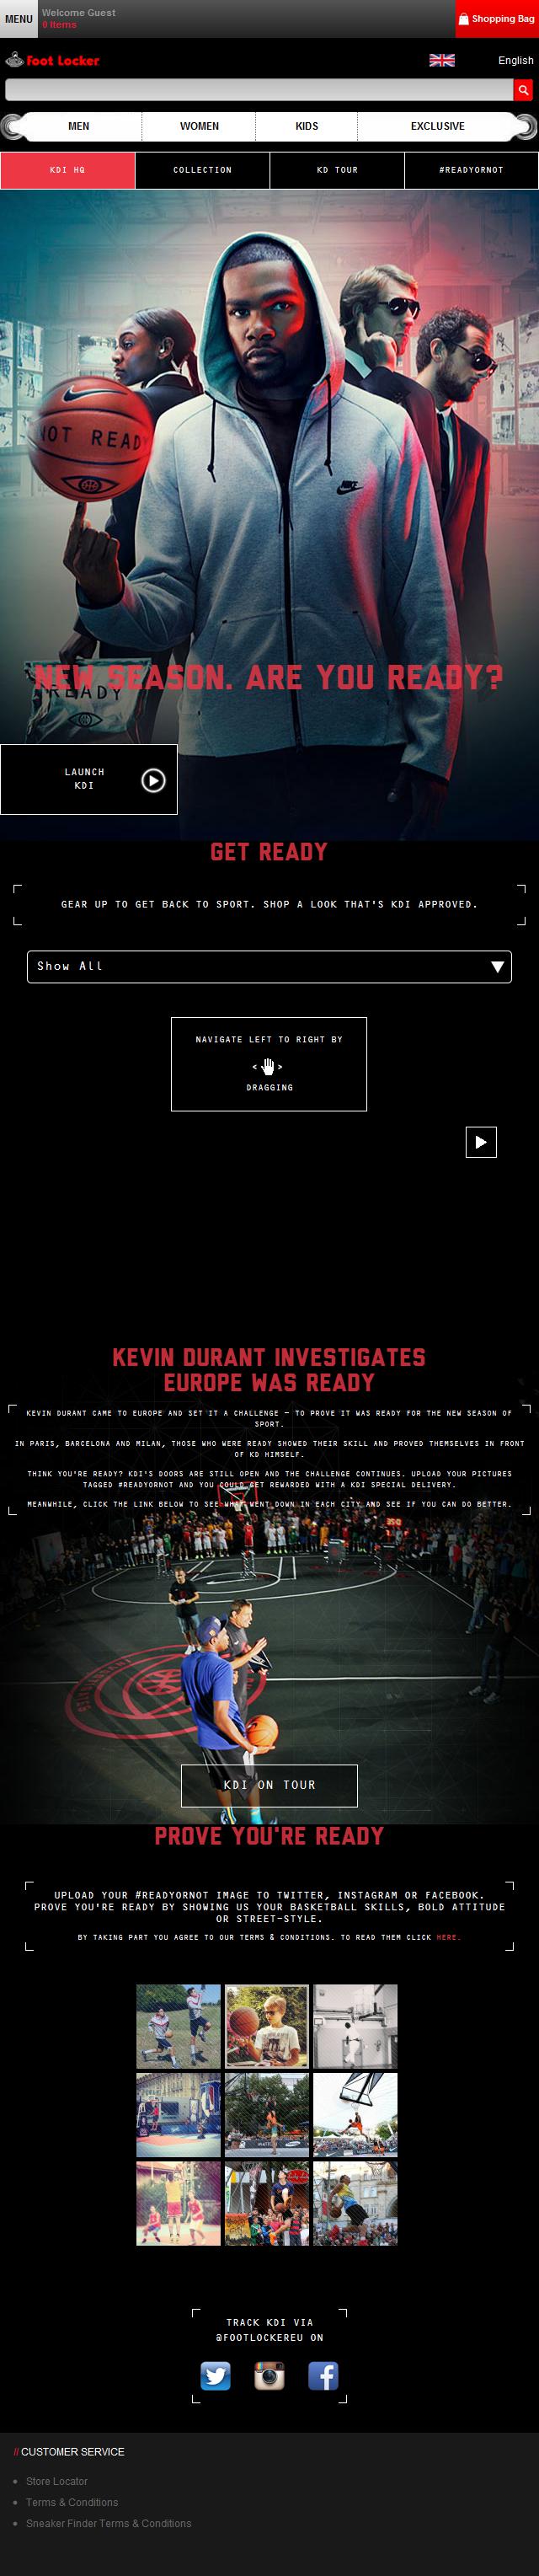 MENU
Welcome Guest
0 Items
Shopping Bag
Foot Locker
English
MEN
WOMEN
KIDS
EXCLUSIVE
KDI HQ
COLLECTION
KD TOUR
#READYORNOT
NOT READY
NEW SEASON. ARE YOU READY?
READY
LAUNCH
KDI
GET READY
GEAR UP TO GET BACK TO SPORT. SHOP A LOOK THAT'S KDI APPROVED.
Show All
NAVIGATE LEFT TO RIGHT BY
< >
DRAGGING
KEVIN DURANT INVESTIGATES
EUROPE WAS READY
KEVIN DURANT CAME TO EUROPE AND SET IT A CHALLENGE – TO PROVE IT WAS READY FOR THE NEW SEASON OF
SPORT.
IN PARIS, BARCELONA AND MILAN, THOSE WHO WERE READY SHOWED THEIR SKILL AND PROVED THEMSELVES IN FRONT
OF KD HIMSELF.
THINK YOU'RE READY? KDI'S DOORS ARE STILL OPEN AND THE CHALLENGE CONTINUES. UPLOAD YOUR PICTURES
TAGGED #READYORNOT AND YOU COULD GET REWARDED WITH A KDI SPECIAL DELIVERY.
MEANWHILE, CLICK THE LINK BELOW TO SEE WHAT WENT DOWN IN EACH CITY AND SEE IF YOU CAN DO BETTER.
KDI ON TOUR
PROVE YOU'RE READY
UPLOAD YOUR #READYORNOT IMAGE TO TWITTER, INSTAGRAM OR FACEBOOK.
PROVE YOU'RE READY BY SHOWING US YOUR BASKETBALL SKILLS, BOLD ATTITUDE
OR STREET-STYLE.
BY TAKING PART YOU AGREE TO OUR TERMS & CONDITIONS. TO READ THEM CLICK HERE.
TRACK KDI VIA
@FOOTLOCKEREU ON
// CUSTOMER SERVICE
Store Locator
Terms & Conditions
Sneaker Finder Terms & Conditions